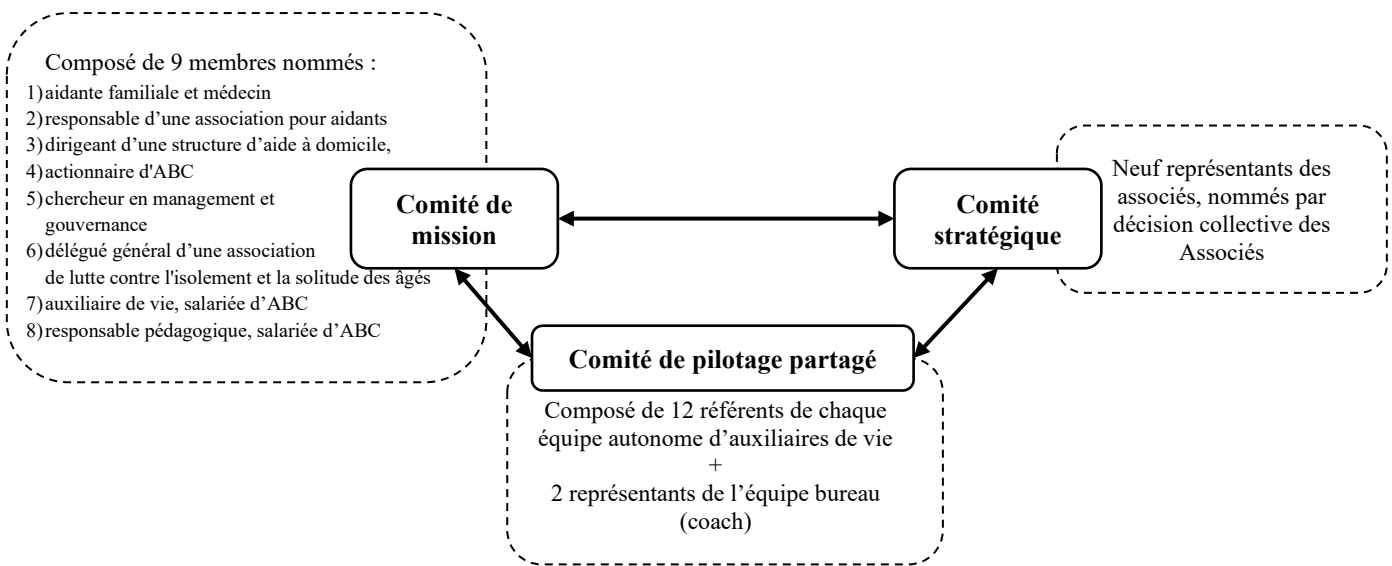 Composé de 9 membres nommés :
1) aidante familiale et médecin
2) responsable d’une association pour aidants
3) dirigeant d’une structure d’aide à domicile,
4) actionnaire d'ABC
5) chercheur en management et
gouvernance
6) délégué général d’une association
de lutte contre l'isolement et la solitude des âgés
7) auxiliaire de vie, salariée d’ABC
8) responsable pédagogique, salariée d’ABC
Comité de
mission
Comité
stratégique
Neuf représentants des
associés, nommés par
décision collective des
Associés
Comité de pilotage partagé
Composé de 12 référents de chaque
équipe autonome d’auxiliaires de vie
+
2 représentants de l’équipe bureau
(coach)